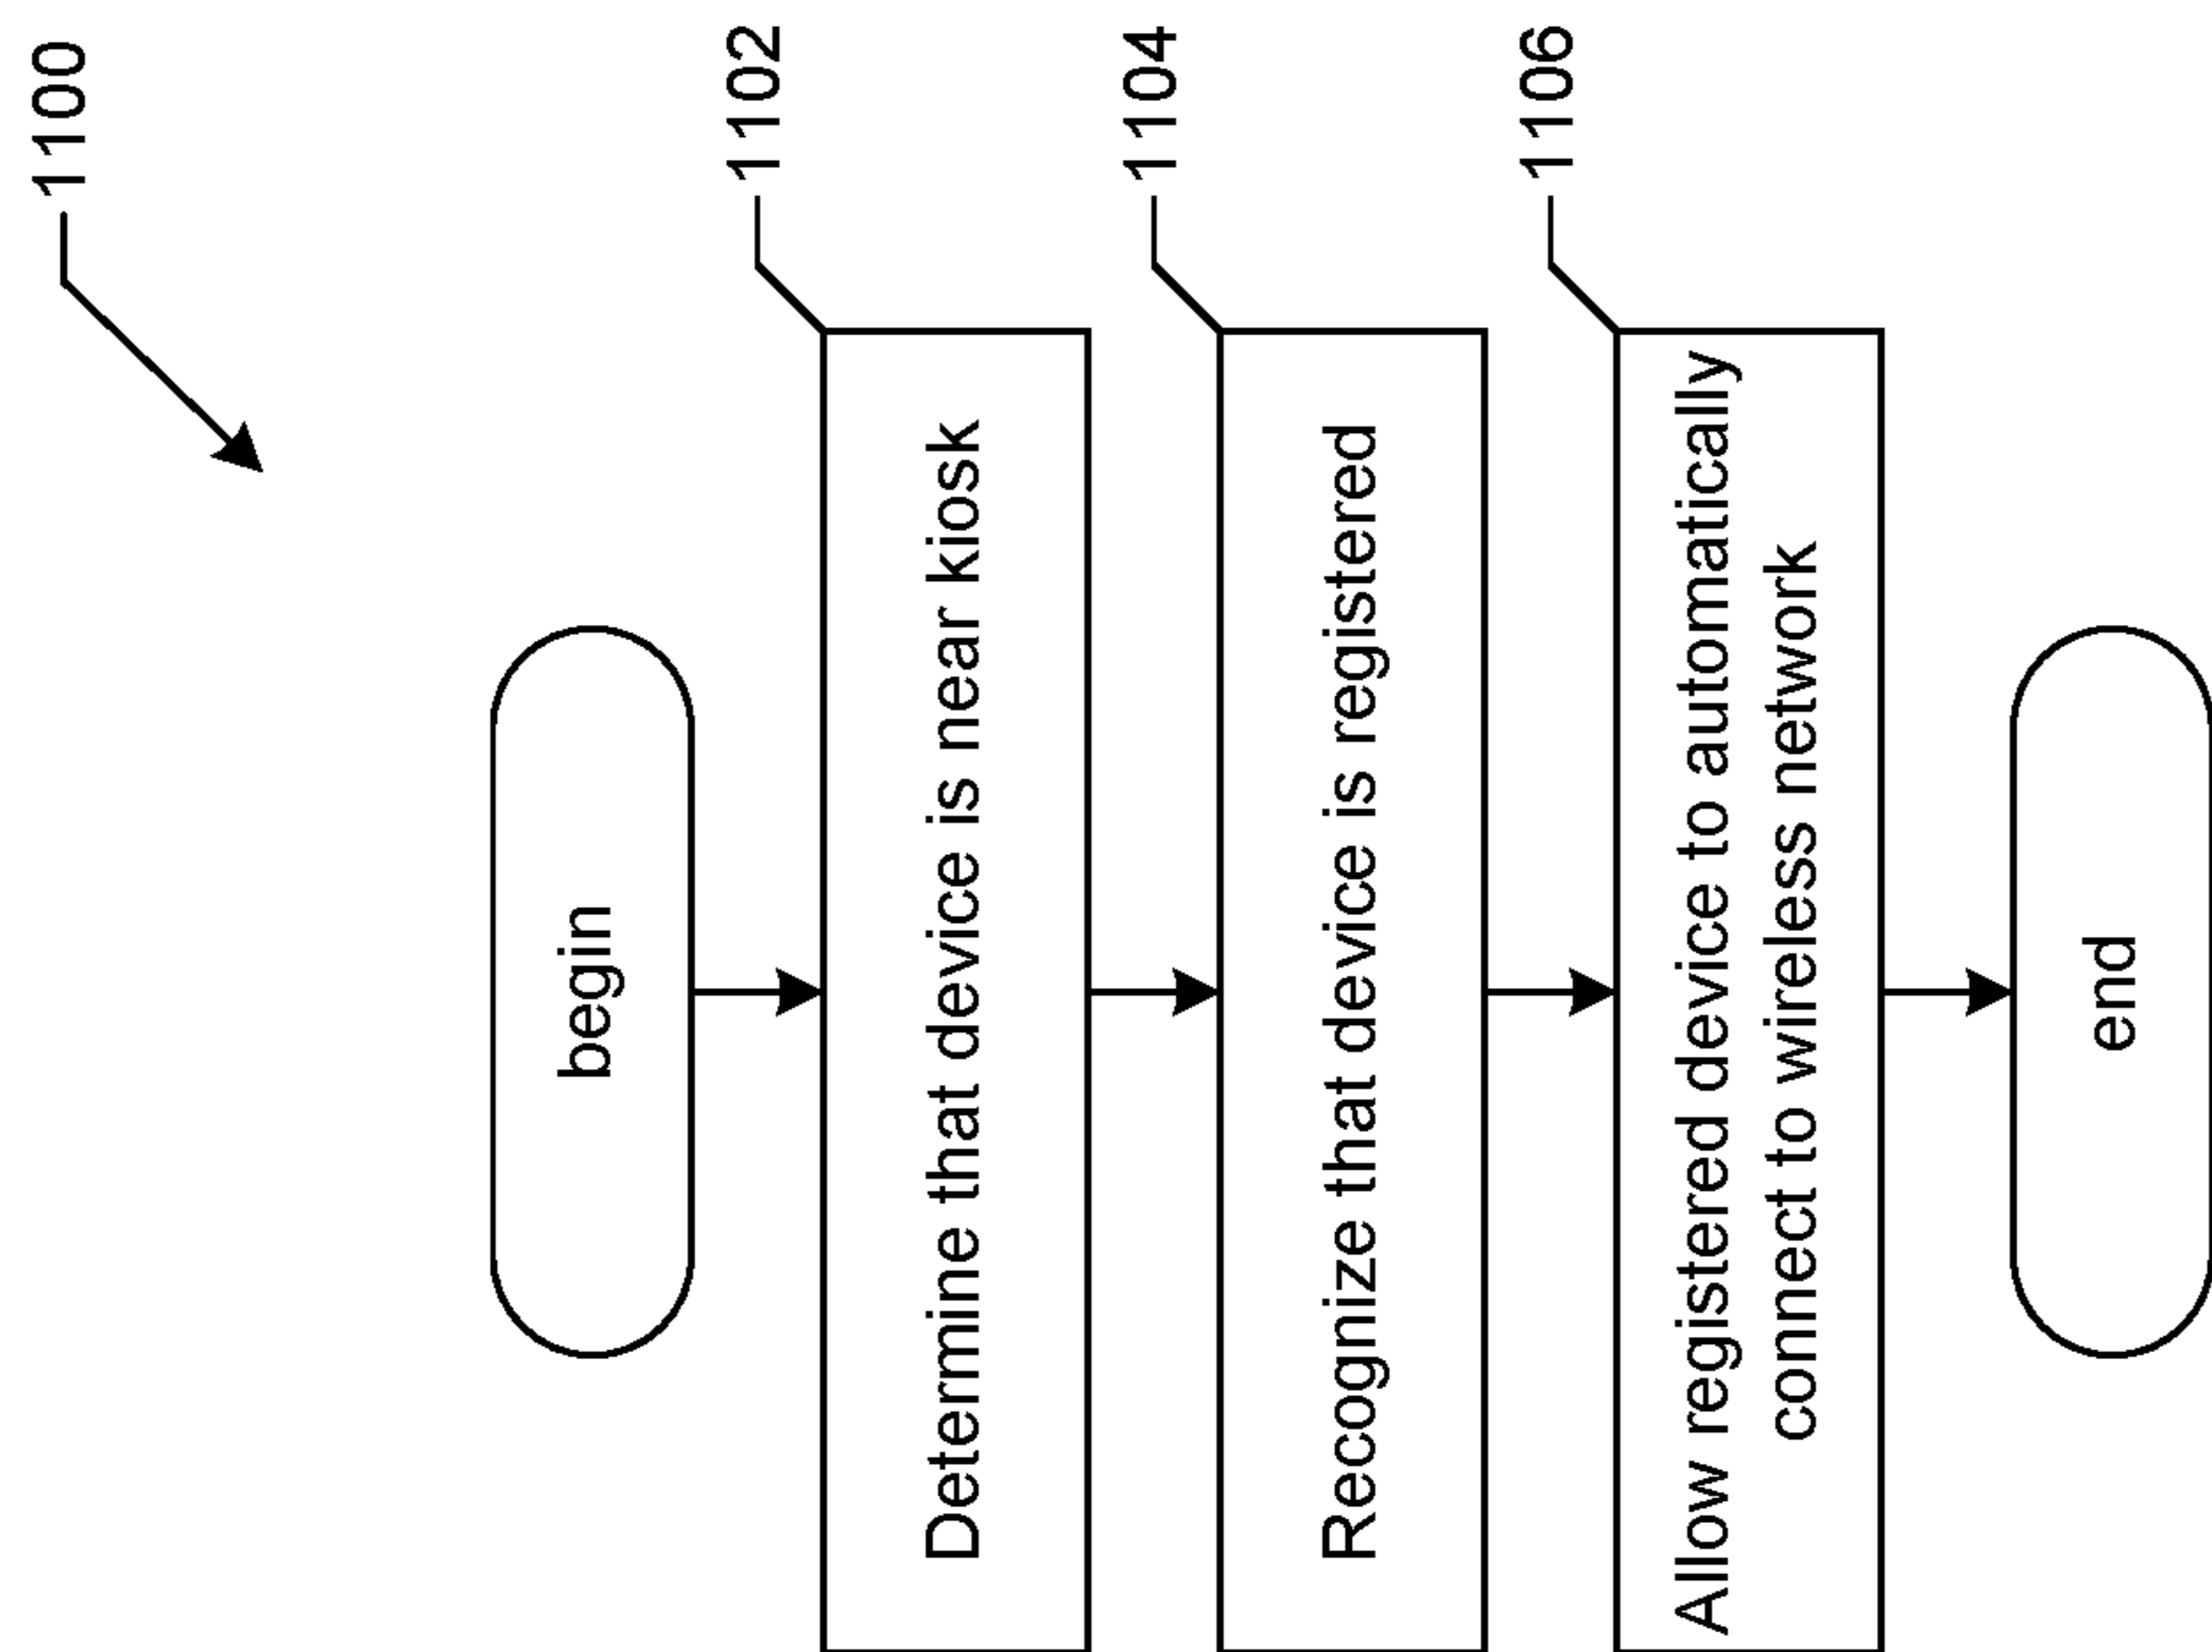 1100
begin
1102
Determine that device is near kiosk
1104
Recognize that device is registered
1106
Allow registered device to automatically
connect to wireless network
end